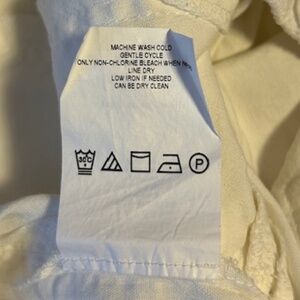 MACHINE WASH COLD
GENTLE CYCLE
ONLY NON-CHLORINE BLEACH WHEN
LINE DRY
LOW IRON IF NEEDED
CAN BE DRY CLEAN
30C
P